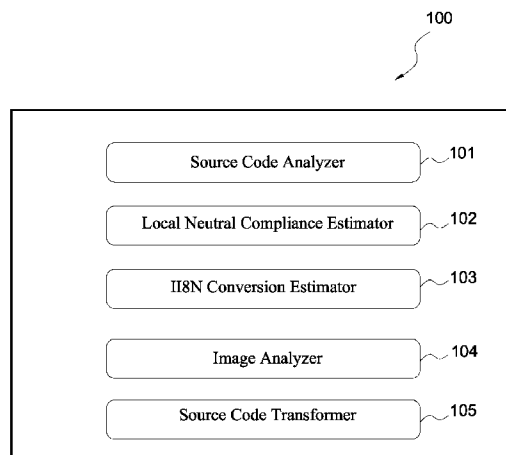 100
Source Code Analyzer 101
Local Neutral Compliance Estimator 102
II8N Conversion Estimator 103
Image Analyzer 104
Source Code Transformer 105